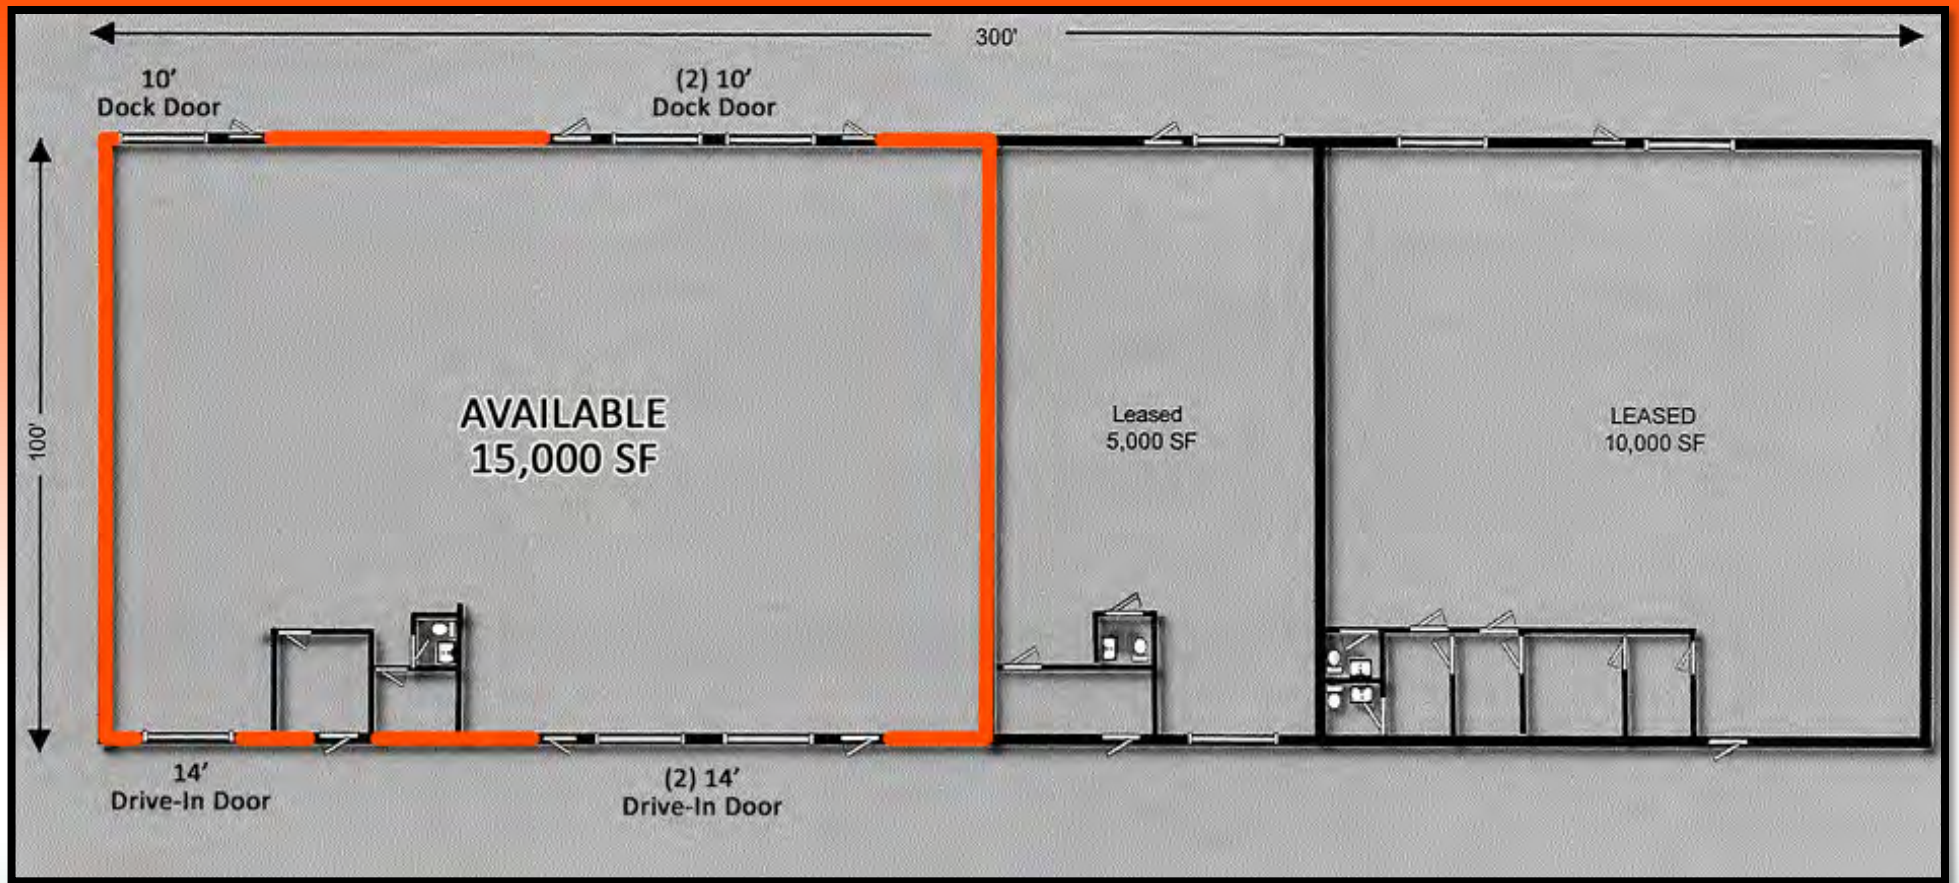 300'
10'
Dock Door
(2) 10'
Dock Door
100'
AVAILABLE
15,000 SF
Leased
5,000 SF
LEASED
10,000 SF
14'
Drive-In Door
(2) 14'
Drive-In Door